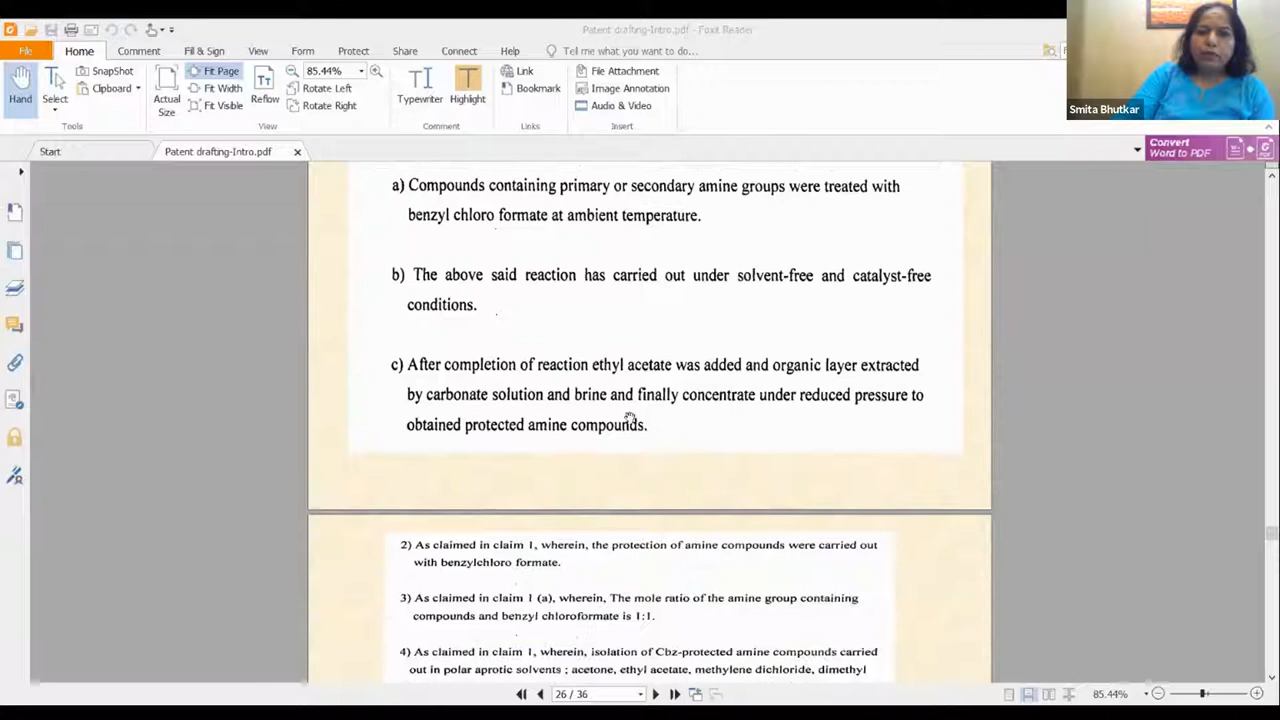 Patent drafting-Intro.pdf - Foxit Reader
File Home Comment Fill & Sign View Form Protect Share Connect Help Tell me what you want to do...
Hand
Select
SnapShot
Clipboard
Tools
Actual Size
Fit Page
Fit Width
Fit Visible
Reflow
85.44%
Rotate Left
Rotate Right
View
Typewriter
Highlight
Comment
Link
Bookmark
Links
File Attachment
Image Annotation
Audio & Video
Insert
Smita Bhutkar
Start
Patent drafting-Intro.pdf
Convert
Word to PDF
a) Compounds containing primary or secondary amine groups were treated with
benzyl chloro formate at ambient temperature.
b) The above said reaction has carried out under solvent-free and catalyst-free
conditions.
c) After completion of reaction ethyl acetate was added and organic layer extracted
by carbonate solution and brine and finally concentrate under reduced pressure to
obtained protected amine compounds.
2) As claimed in claim 1, wherein, the protection of amine compounds were carried out
with benzylchloro formate.
3) As claimed in claim 1 (a), wherein, The mole ratio of the amine group containing
compounds and benzyl chloroformate is 1:1.
4) As claimed in claim 1, wherein, isolation of Cbz-protected amine compounds carried
out in polar aprotic solvents ; acetone, ethyl acetate, methylene dichloride, dimethyl
26 / 36
85.44%